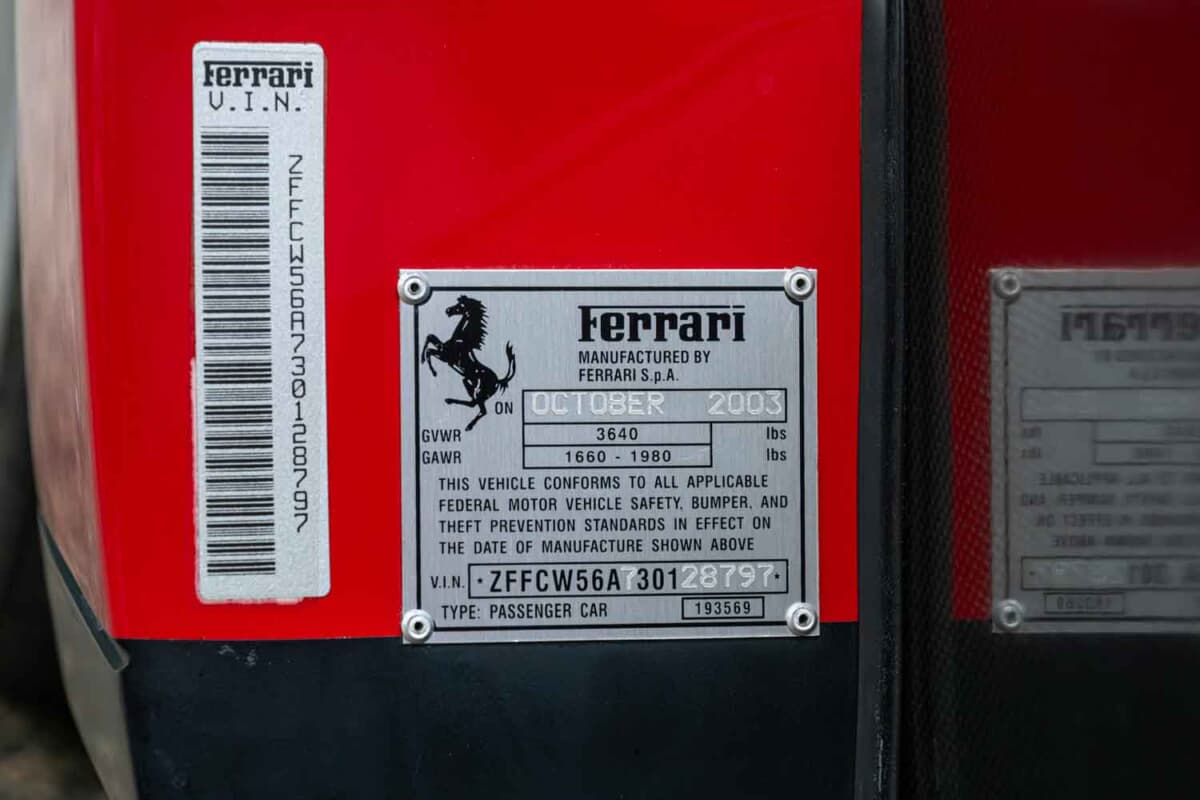 Ferrari
V.I.N.
ZFFCW56A730128797
Ferrari
MANUFACTURED BY
FERRARI S.p.A.
ON OCTOBER 2003
GVWR 3640 lbs
GAWR 1660 - 1980 lbs
THIS VEHICLE CONFORMS TO ALL APPLICABLE
FEDERAL MOTOR VEHICLE SAFETY, BUMPER, AND
THEFT PREVENTION STANDARDS IN EFFECT ON
THE DATE OF MANUFACTURE SHOWN ABOVE
V.I.N. *ZFFCW56A730128797*
TYPE: PASSENGER CAR 193569